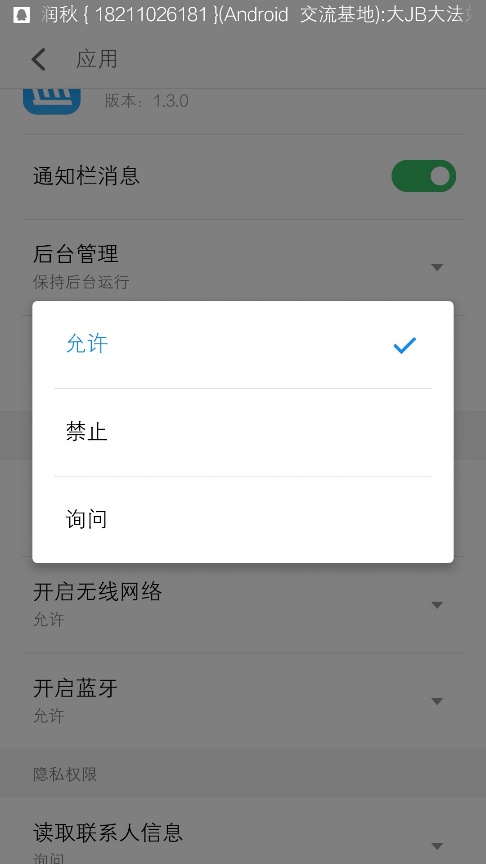 润秋 { 18211026181 }(Android 交流基地):大JB大法
应用
版本：1.3.0
通知栏消息
后台管理
保持后台运行
允许
禁止
询问
开启无线网络
允许
开启蓝牙
允许
隐私权限
读取联系人信息
询问